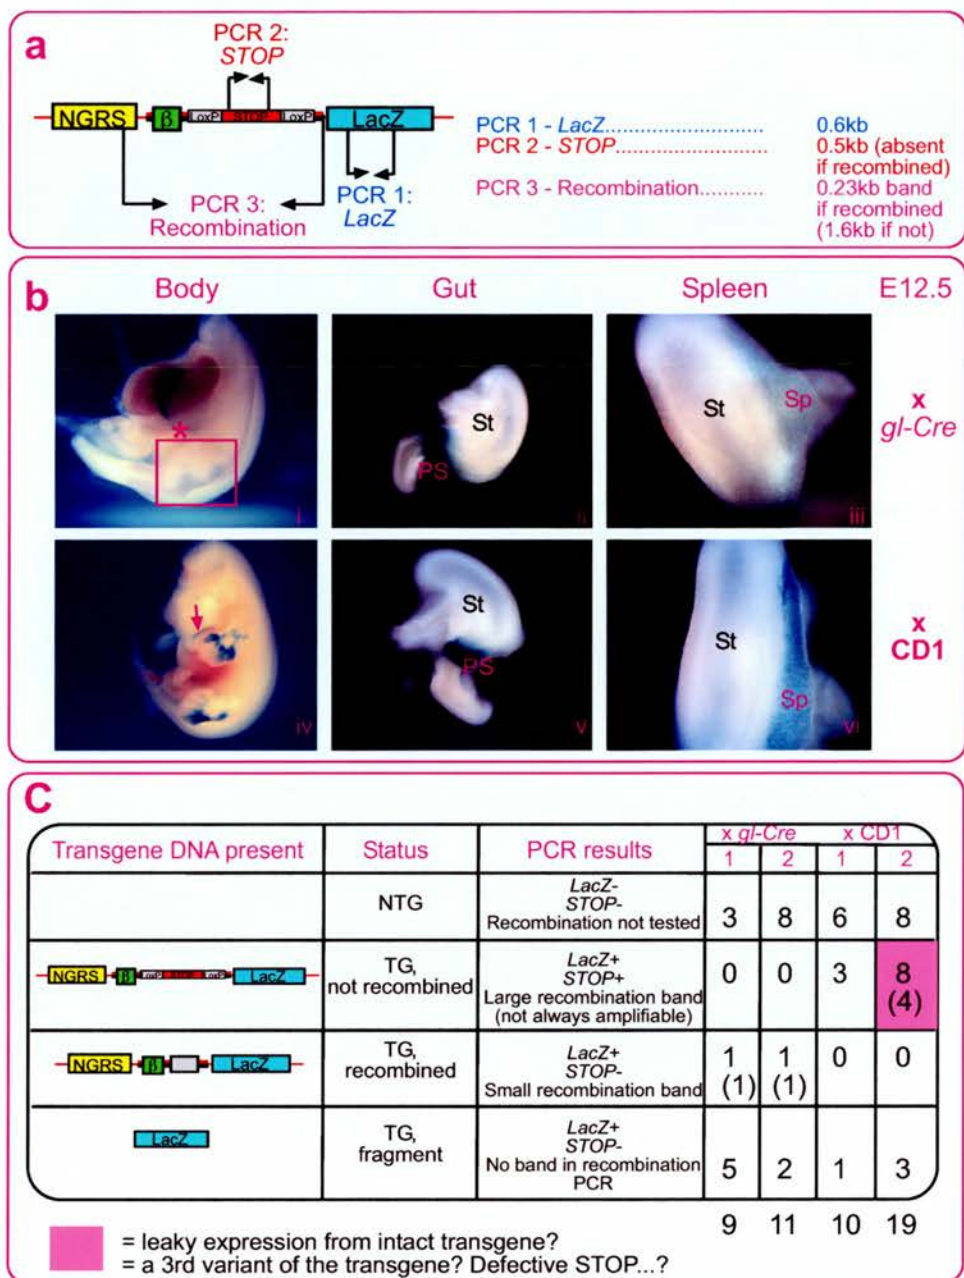 a
PCR 2:
STOP
NGRS
β
LoxP
STOP
LoxP
LacZ
PCR 3:
Recombination
PCR 1:
LacZ
PCR 1 - LacZ............................ 0.6kb
PCR 2 - STOP.......................... 0.5kb (absent
if recombined)
PCR 3 - Recombination........... 0.23kb band
if recombined
(1.6kb if not)
b
Body Gut Spleen E12.5
*
i
St
PS
ii
St
Sp
iii
x
gl-Cre
iv
St
PS
v
St
Sp
vi
x
CD1
C
Transgene DNA present Status PCR results x gl-Cre x CD1
1 2 1 2
NTG
LacZ-
STOP-
Recombination not tested
3 8 6 8
NGRS β LoxP STOP LoxP LacZ
TG,
not recombined
LacZ+
STOP+
Large recombination band
(not always amplifiable)
0 0 3 8
(4)
NGRS β LacZ
TG,
recombined
LacZ+
STOP-
Small recombination band
1 1 0 0
(1) (1)
LacZ
TG,
fragment
LacZ+
STOP-
No band in recombination
PCR
5 2 1 3
9 11 10 19
= leaky expression from intact transgene?
= a 3rd variant of the transgene? Defective STOP...?